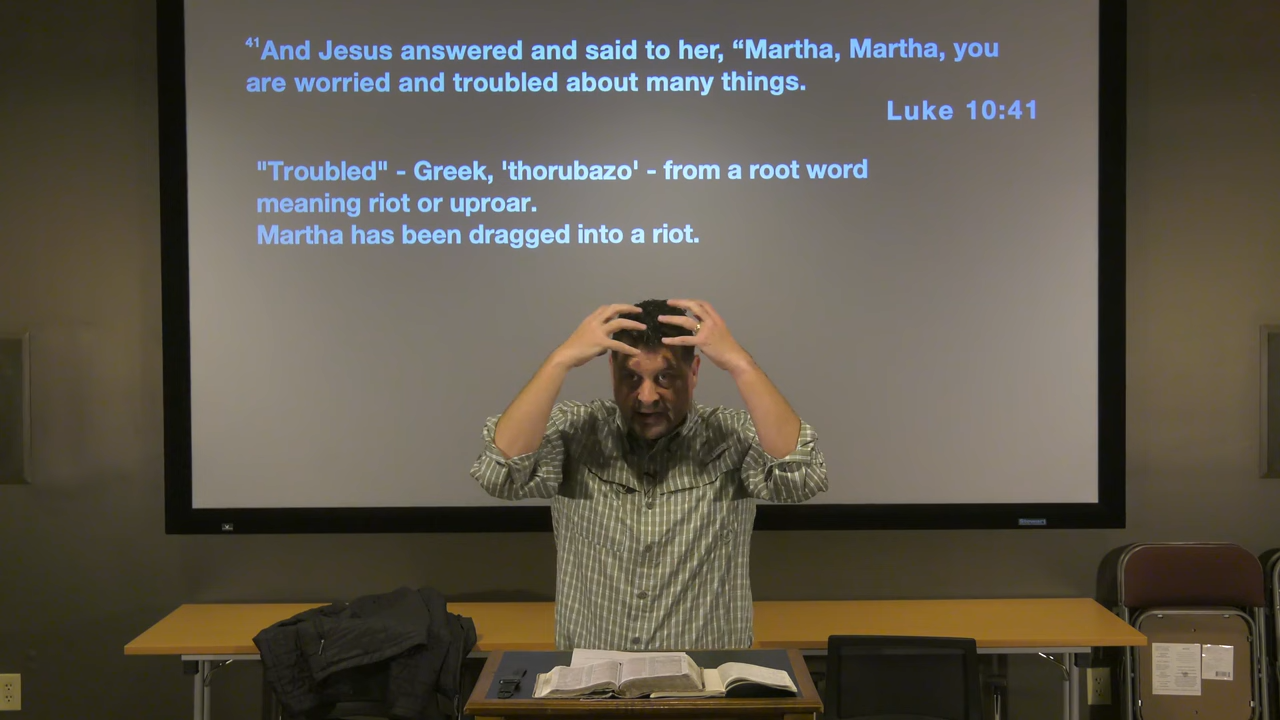 41And Jesus answered and said to her, “Martha, Martha, you
are worried and troubled about many things.
Luke 10:41
"Troubled" - Greek, 'thorubazo' - from a root word
meaning riot or uproar.
Martha has been dragged into a riot.